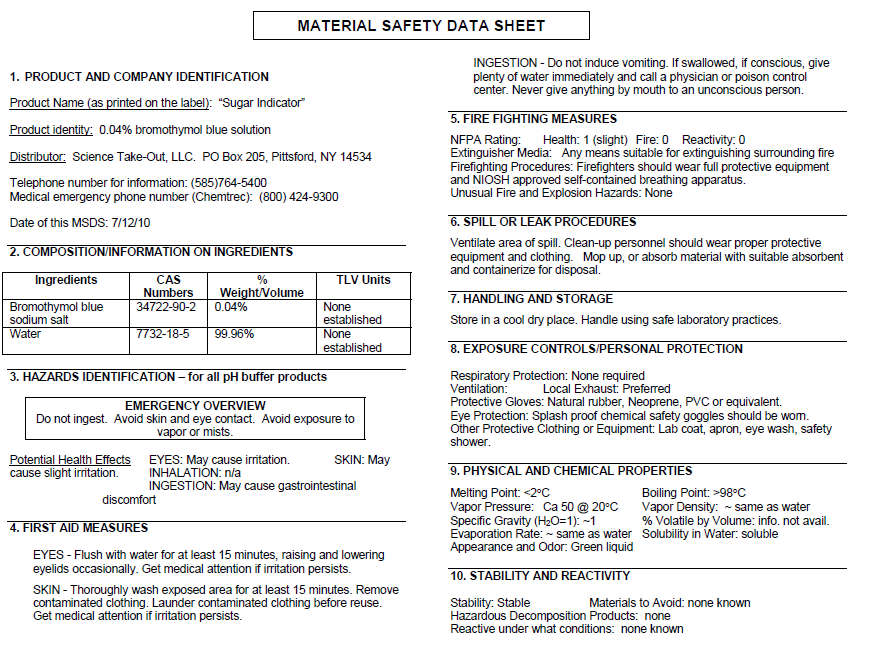 MATERIAL SAFETY DATA SHEET
1. PRODUCT AND COMPANY IDENTIFICATION
Product Name (as printed on the label): “Sugar Indicator”
Product identity: 0.04% bromothymol blue solution
Distributor: Science Take-Out, LLC. PO Box 205, Pittsford, NY 14534
Telephone number for information: (585)764-5400
Medical emergency phone number (Chemtrec): (800) 424-9300
Date of this MSDS: 7/12/10
2. COMPOSITION/INFORMATION ON INGREDIENTS
Ingredients CAS % TLV Units
Numbers Weight/Volume
Bromothymol blue 34722-90-2 0.04% None
sodium salt established
Water 7732-18-5 99.96% None
established
3. HAZARDS IDENTIFICATION – for all pH buffer products
EMERGENCY OVERVIEW
Do not ingest. Avoid skin and eye contact. Avoid exposure to
vapor or mists.
Potential Health Effects EYES: May cause irritation. SKIN: May
cause slight irritation. INHALATION: n/a
INGESTION: May cause gastrointestinal
discomfort
4. FIRST AID MEASURES
EYES - Flush with water for at least 15 minutes, raising and lowering
eyelids occasionally. Get medical attention if irritation persists.
SKIN - Thoroughly wash exposed area for at least 15 minutes. Remove
contaminated clothing. Launder contaminated clothing before reuse.
Get medical attention if irritation persists.
INGESTION - Do not induce vomiting. If swallowed, if conscious, give
plenty of water immediately and call a physician or poison control
center. Never give anything by mouth to an unconscious person.
5. FIRE FIGHTING MEASURES
NFPA Rating: Health: 1 (slight) Fire: 0 Reactivity: 0
Extinguisher Media: Any means suitable for extinguishing surrounding fire
Firefighting Procedures: Firefighters should wear full protective equipment
and NIOSH approved self-contained breathing apparatus.
Unusual Fire and Explosion Hazards: None
6. SPILL OR LEAK PROCEDURES
Ventilate area of spill. Clean-up personnel should wear proper protective
equipment and clothing. Mop up, or absorb material with suitable absorbent
and containerize for disposal.
7. HANDLING AND STORAGE
Store in a cool dry place. Handle using safe laboratory practices.
8. EXPOSURE CONTROLS/PERSONAL PROTECTION
Respiratory Protection: None required
Ventilation: Local Exhaust: Preferred
Protective Gloves: Natural rubber, Neoprene, PVC or equivalent.
Eye Protection: Splash proof chemical safety goggles should be worn.
Other Protective Clothing or Equipment: Lab coat, apron, eye wash, safety
shower.
9. PHYSICAL AND CHEMICAL PROPERTIES
Melting Point: <2°C Boiling Point: >98°C
Vapor Pressure: Ca 50 @ 20°C Vapor Density: ~ same as water
Specific Gravity (H₂O=1): ~1 % Volatile by Volume: info. not avail.
Evaporation Rate: ~ same as water Solubility in Water: soluble
Appearance and Odor: Green liquid
10. STABILITY AND REACTIVITY
Stability: Stable Materials to Avoid: none known
Hazardous Decomposition Products: none
Reactive under what conditions: none known